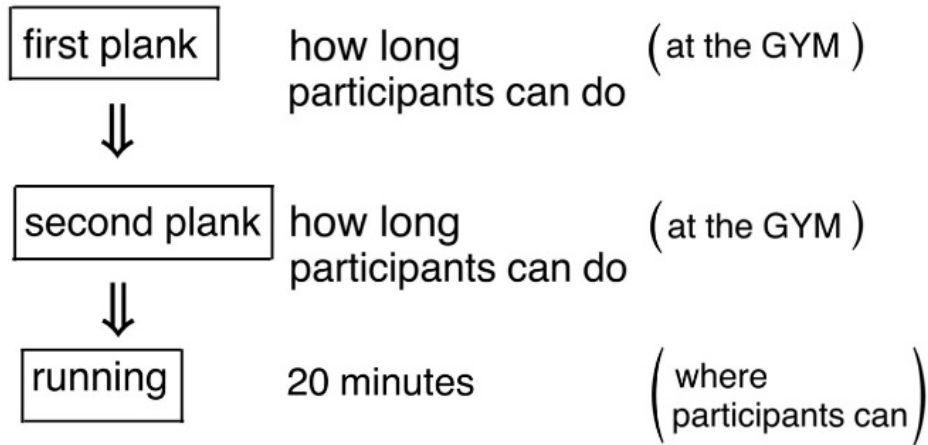 first plank how long (at the GYM)
participants can do
⇓
second plank how long (at the GYM)
participants can do
⇓
running 20 minutes (where
participants can)